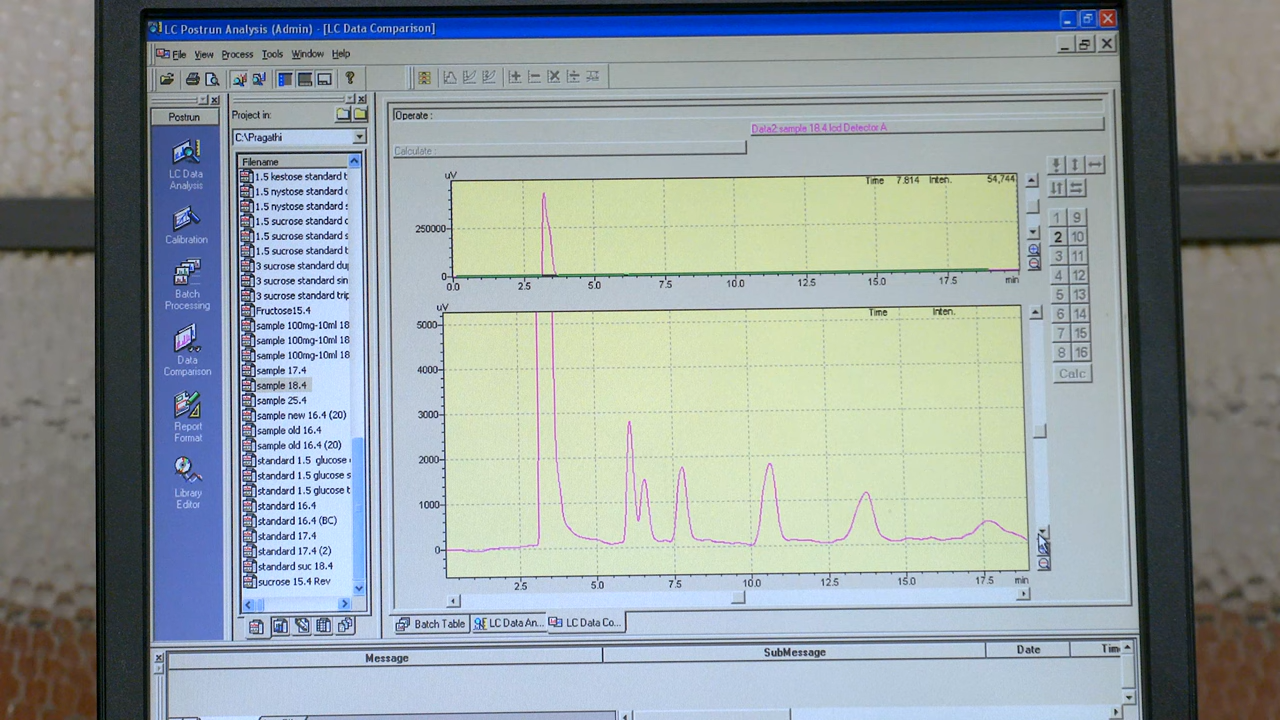 LC Postrun Analysis (Admin) - [LC Data Comparison]
File View Process Tools Window Help
Postrun
LC Data
Analysis
Calibration
Batch
Processing
Data
Comparison
Report
Format
Library
Editor
Project in:
C:\Pragathi
Filename
1.5 kestose standard t
1.5 nystose standard c
1.5 nystose standard s
1.5 sucrose standard c
1.5 sucrose standard s
1.5 sucrose standard b
3 sucrose standard du
3 sucrose standard sin
3 sucrose standard trip
Fructose15.4
sample 100mg-10ml 18
sample 100mg-10ml 18
sample 100mg-10ml 18
sample 17.4
sample 18.4
sample 25.4
sample new 16.4 (20)
sample old 16.4
sample old 16.4 (20)
standard 1.5 glucose
standard 1.5 glucose s
standard 1.5 glucose t
standard 16.4
standard 16.4 (BC)
standard 17.4
standard 17.4 (2)
standard suc 18.4
sucrose 15.4 Rev
Operate :
Data2 sample 18.4 lcd Detector A
Calculate :
uV
Time 7.814 Inten. 54,744
250000
0
0.0 2.5 5.0 7.5 10.0 12.5 15.0 17.5 min
uV
Time Inten.
5000
4000
3000
2000
1000
0
2.5 5.0 7.5 10.0 12.5 15.0 17.5 min
1 9
2 10
3 11
4 12
5 13
6 14
7 15
8 16
Calc
Batch Table LC Data An... LC Data Co...
Message SubMessage Date Tim